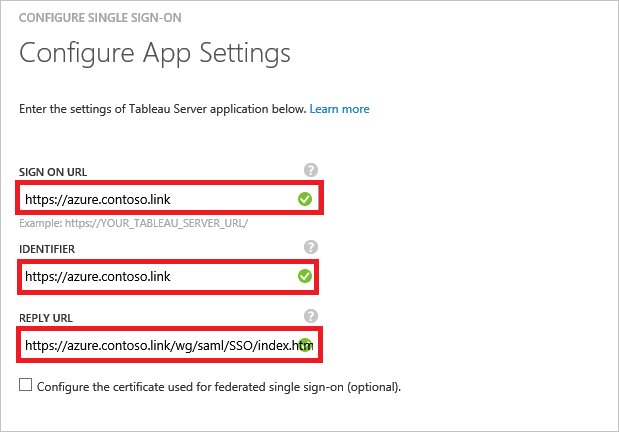 CONFIGURE SINGLE SIGN-ON
Configure App Settings
Enter the settings of Tableau Server application below. Learn more
SIGN ON URL ?
https://azure.contoso.link
Example: https://YOUR_TABLEAU_SERVER_URL/
IDENTIFIER ?
https://azure.contoso.link
REPLY URL ?
https://azure.contoso.link/wg/saml/SSO/index.htm
Configure the certificate used for federated single sign-on (optional).